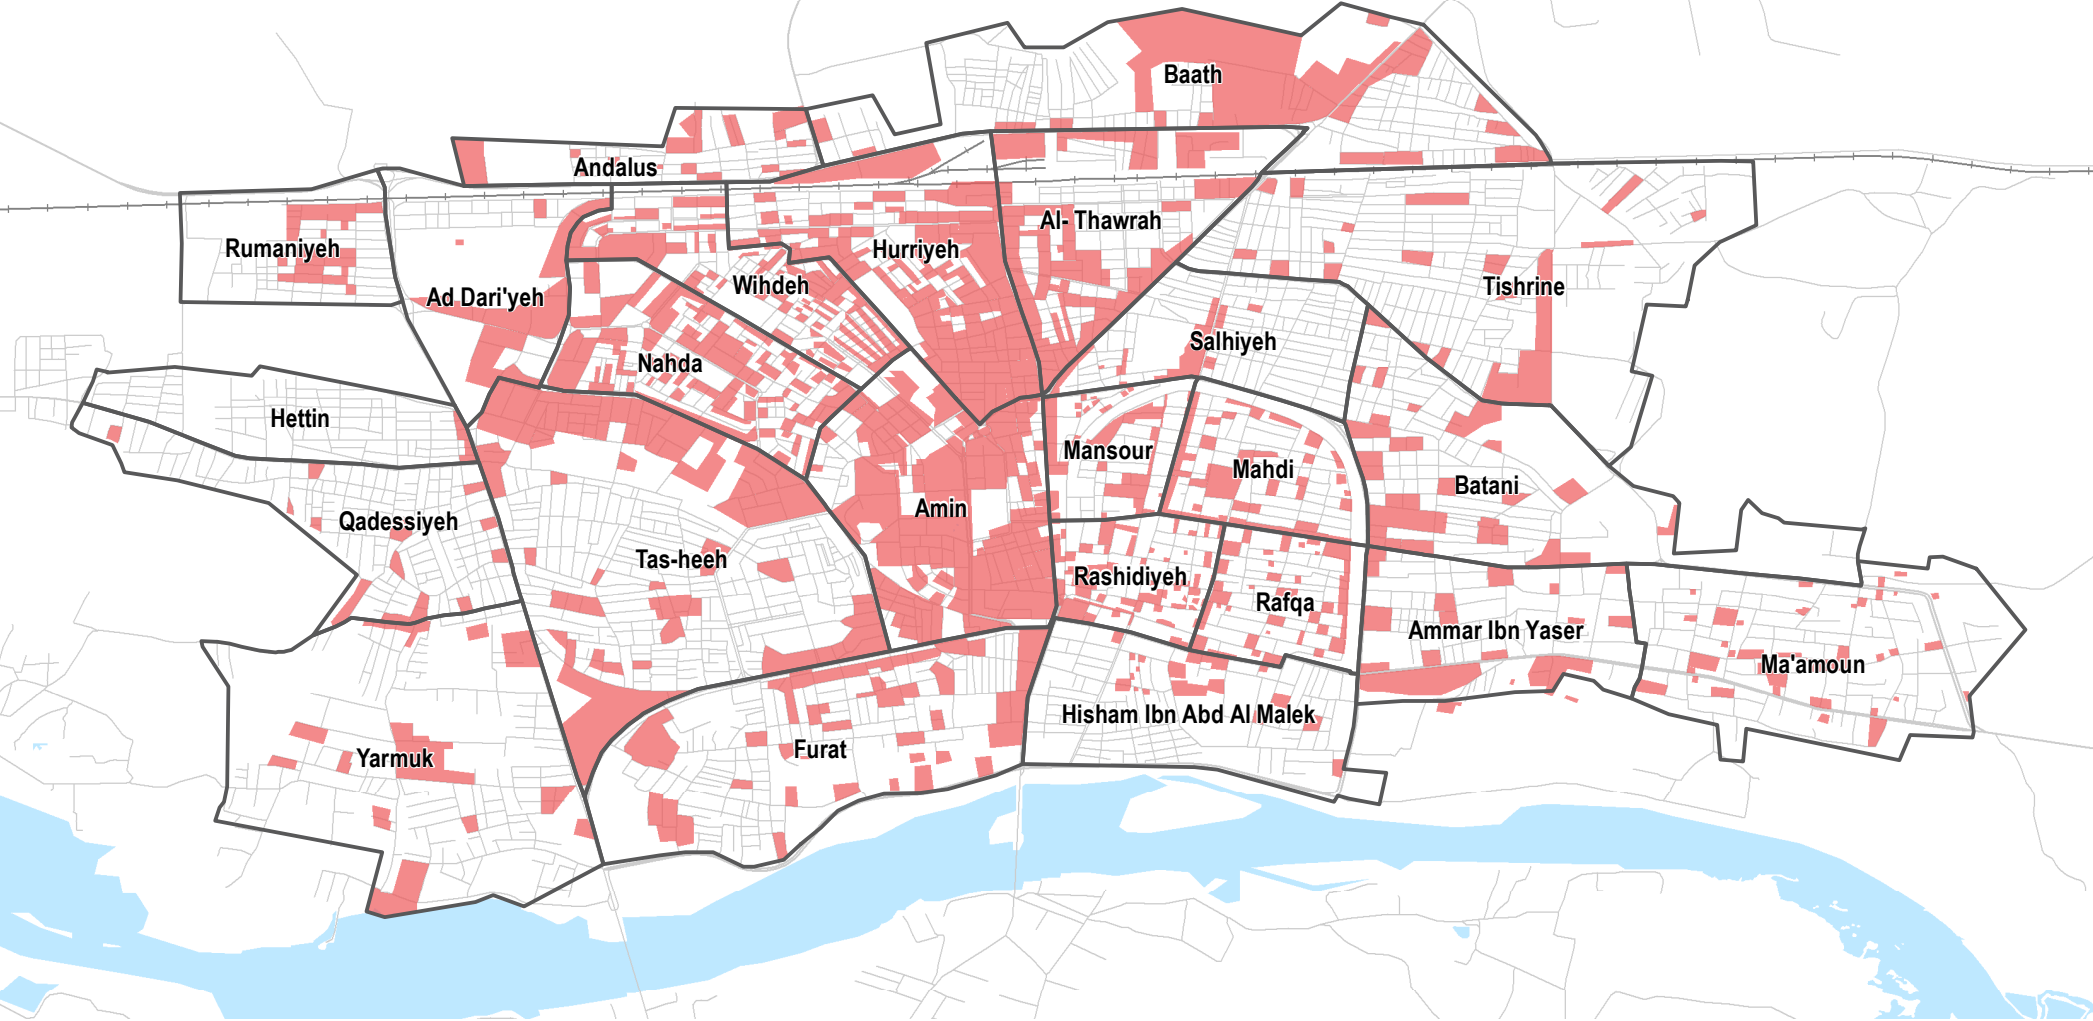 Baath
Andalus
Al- Thawrah
Rumaniyeh
Hurriyeh
Wihdeh
Tishrine
Ad Dari'yeh
Salhiyeh
Nahda
Hettin
Mansour
Mahdi
Batani
Amin
Qadessiyeh
Tas-heeh
Rashidiyeh
Rafqa
Ammar Ibn Yaser
Ma'amoun
Hisham Ibn Abd Al Malek
Furat
Yarmuk